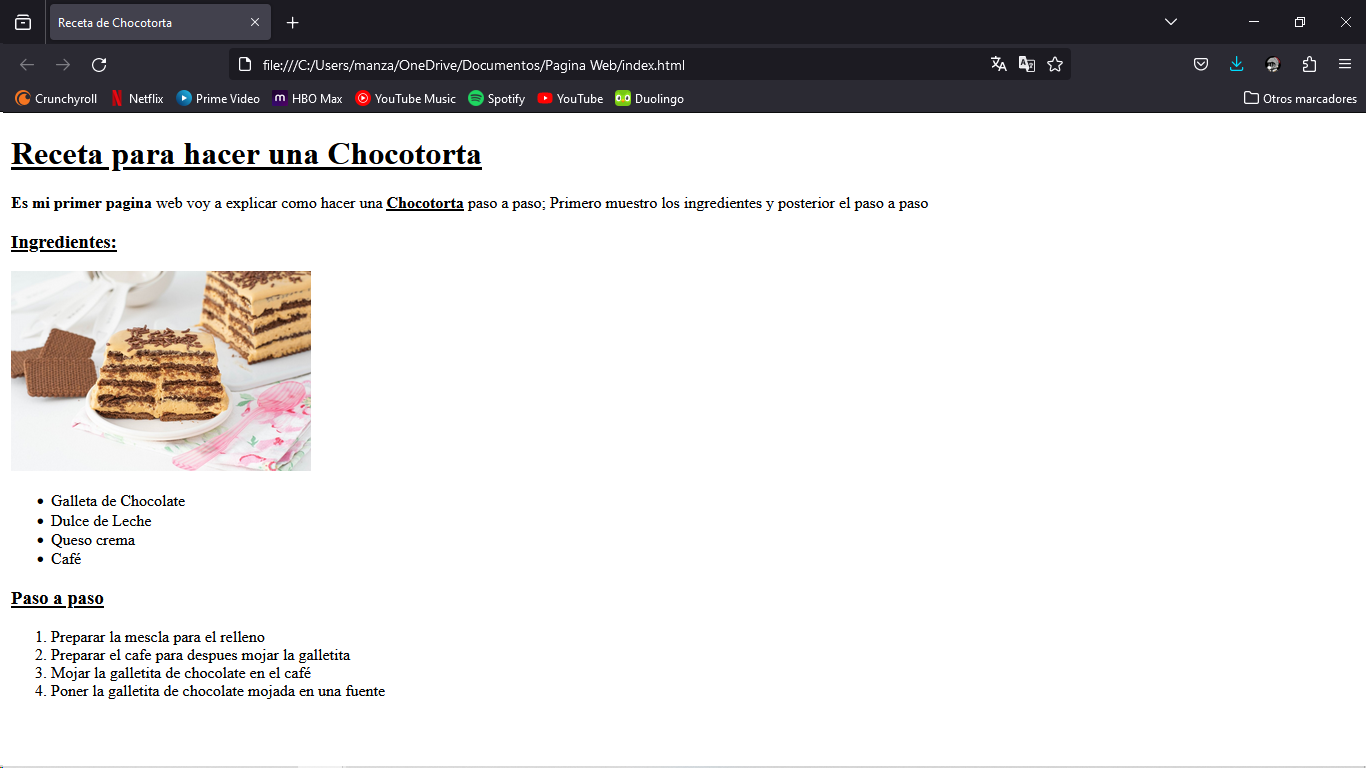 Receta de Chocotorta
file:///C:/Users/manza/OneDrive/Documentos/Pagina Web/index.html
Crunchyroll Netflix Prime Video HBO Max YouTube Music Spotify YouTube Duolingo Otros marcadores
Receta para hacer una Chocotorta
Es mi primer pagina web voy a explicar como hacer una Chocotorta paso a paso; Primero muestro los ingredientes y posterior el paso a paso
Ingredientes:
Galleta de Chocolate
Dulce de Leche
Queso crema
Café
Paso a paso
1. Preparar la mescla para el relleno
2. Preparar el cafe para despues mojar la galletita
3. Mojar la galletita de chocolate en el café
4. Poner la galletita de chocolate mojada en una fuente